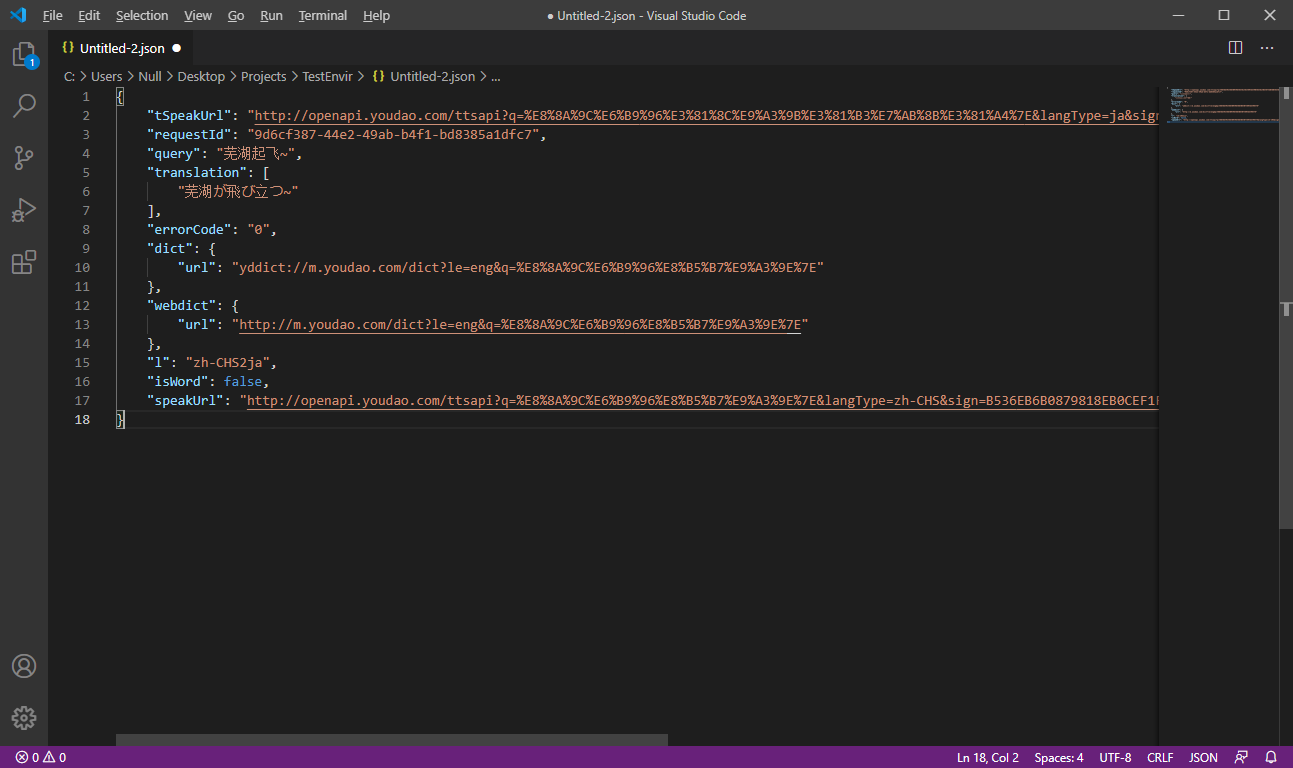 File Edit Selection View Go Run Terminal Help ● Untitled-2.json - Visual Studio Code
{} Untitled-2.json ●
1
C: > Users > Null > Desktop > Projects > TestEnvir > {} Untitled-2.json > ...
1 {
2 "tSpeakUrl": "http://openapi.youdao.com/ttsapi?q=%E8%8A%9C%E6%B9%96%E3%81%8C%E9%A3%9B%E3%81%B3%E7%AB%8B%E3%81%A4%7E&langType=ja&sign
3 "requestId": "9d6cf387-44e2-49ab-b4f1-bd8385a1dfc7",
4 "query": "芜湖起飞~",
5 "translation": [
6 "芜湖が飛び立つ~"
7 ],
8 "errorCode": "0",
9 "dict": {
10 "url": "yddict://m.youdao.com/dict?le=eng&q=%E8%8A%9C%E6%B9%96%E8%B5%B7%E9%A3%9E%7E"
11 },
12 "webdict": {
13 "url": "http://m.youdao.com/dict?le=eng&q=%E8%8A%9C%E6%B9%96%E8%B5%B7%E9%A3%9E%7E"
14 },
15 "l": "zh-CHS2ja",
16 "isWord": false,
17 "speakUrl": "http://openapi.youdao.com/ttsapi?q=%E8%8A%9C%E6%B9%96%E8%B5%B7%E9%A3%9E%7E&langType=zh-CHS&sign=B536EB6B0879818EB0CEF1
18 }
0 0 Ln 18, Col 2 Spaces: 4 UTF-8 CRLF JSON